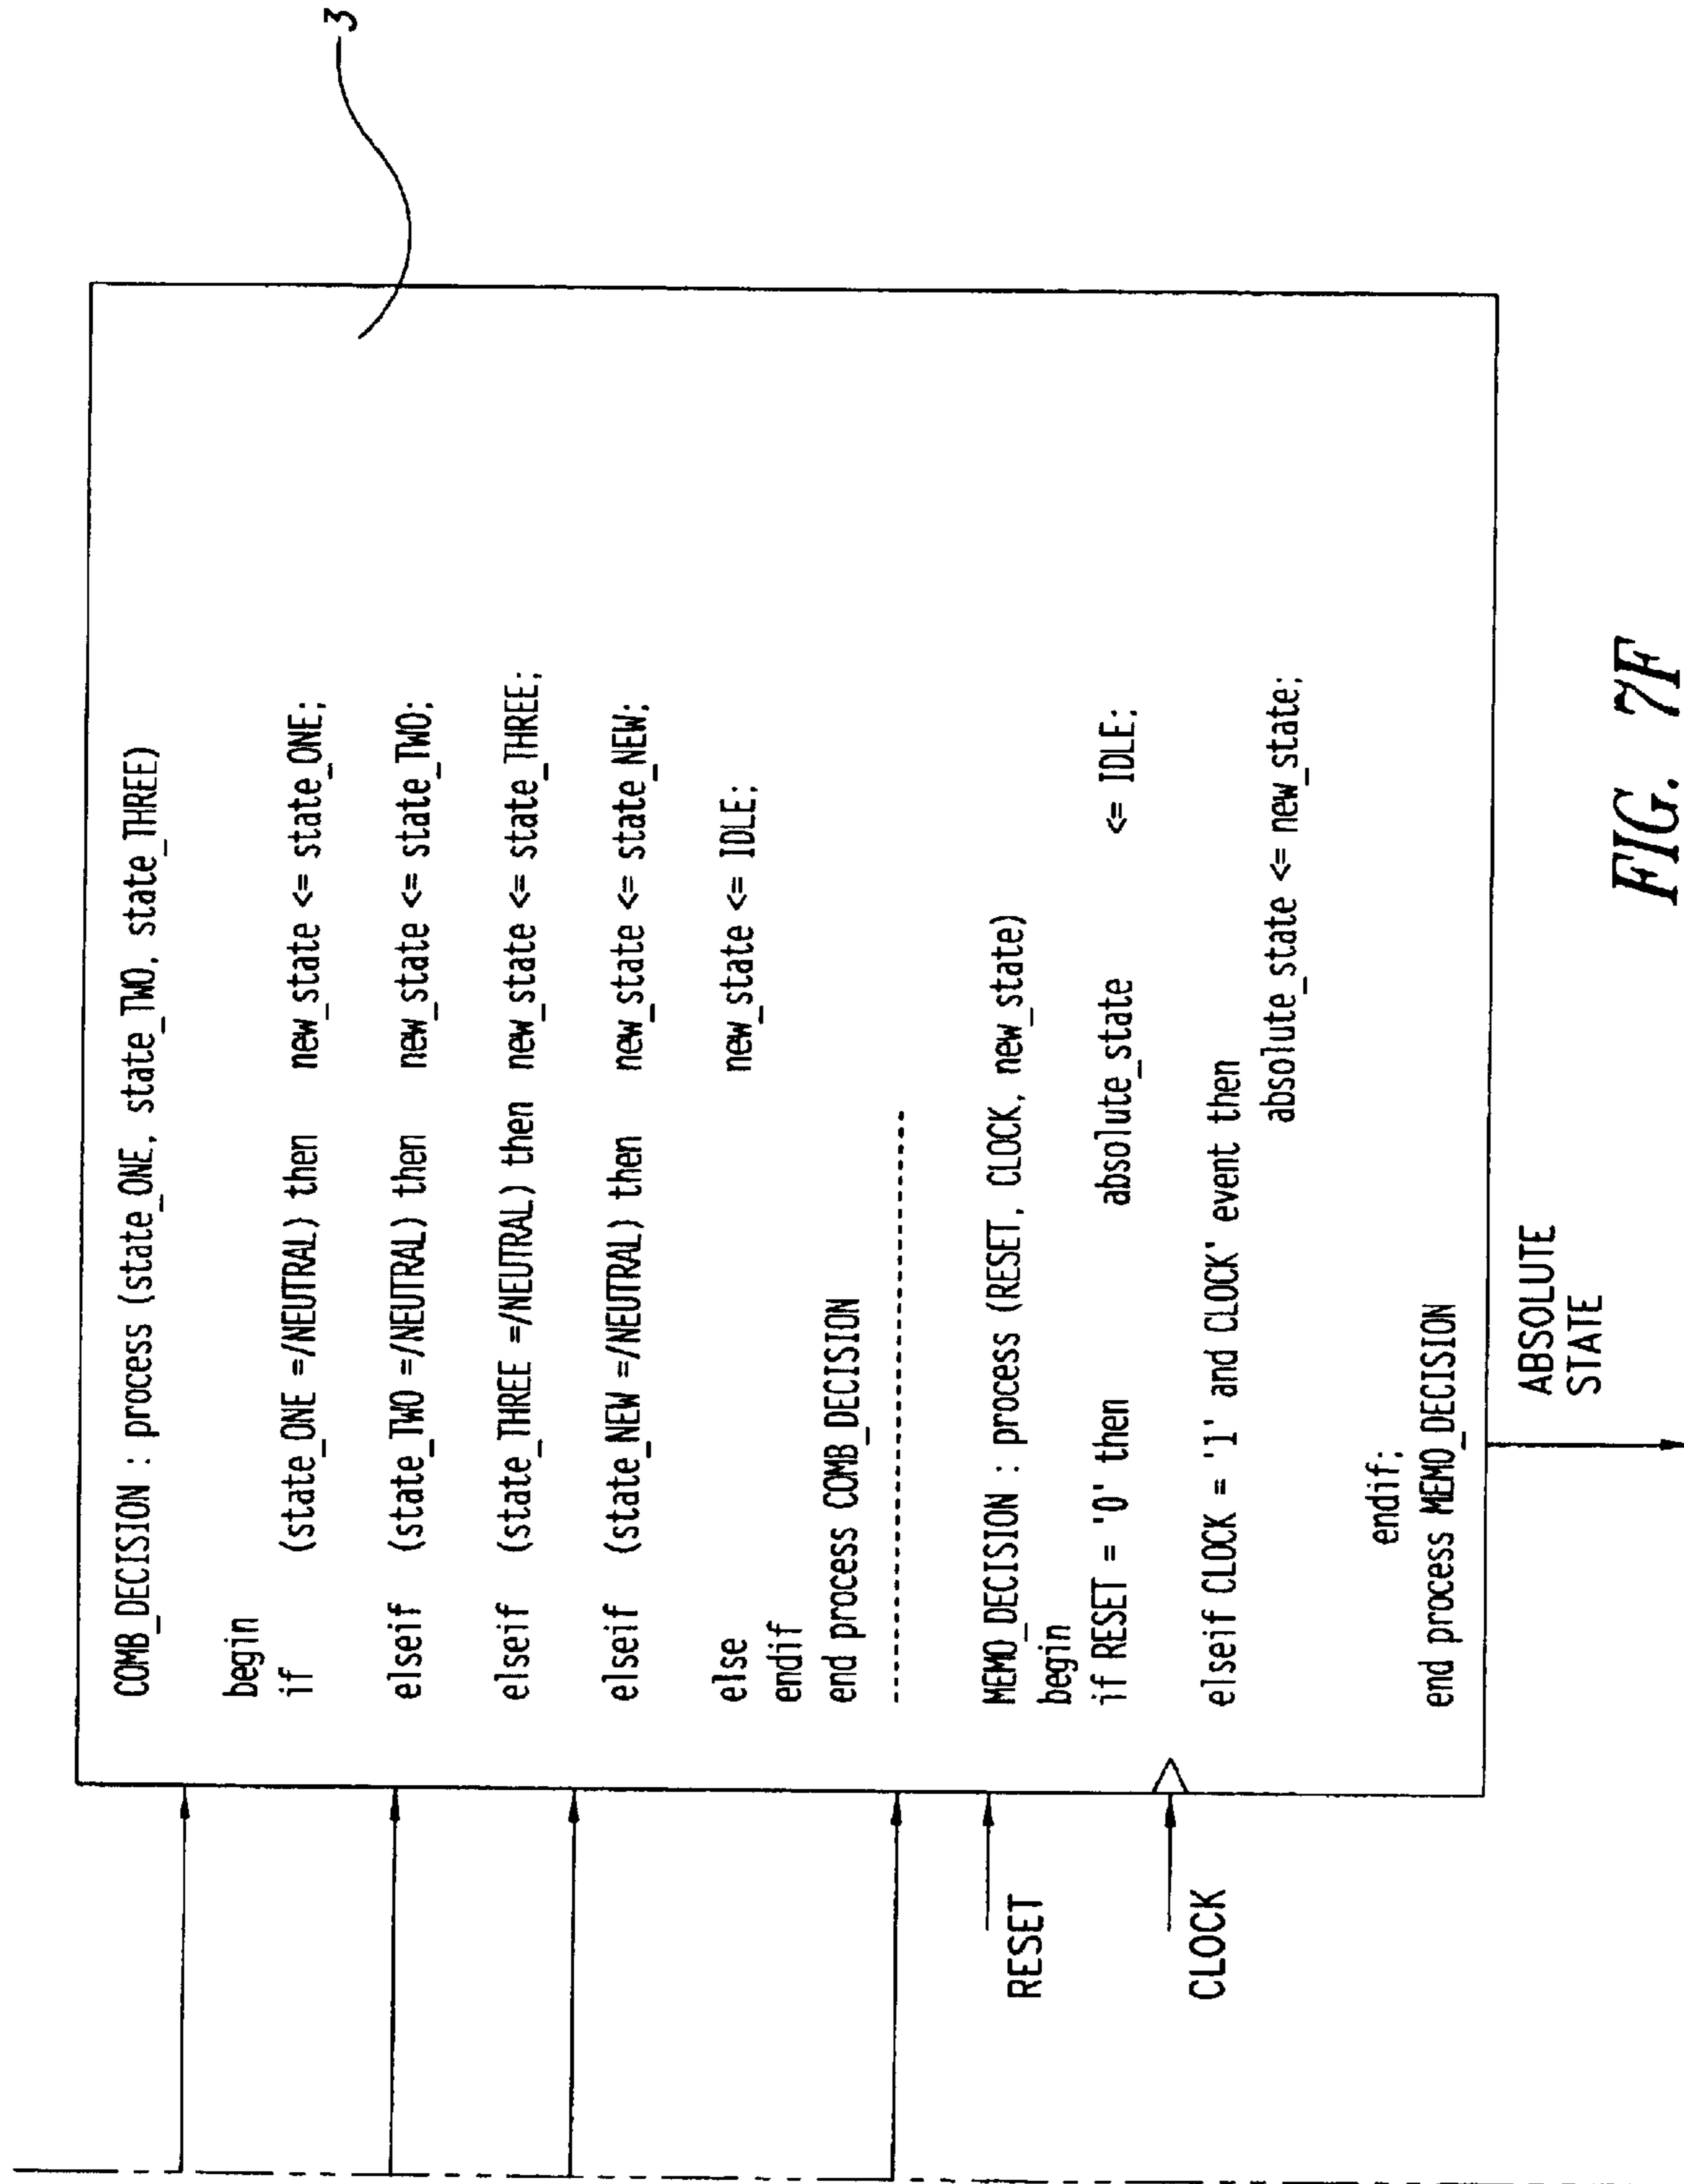 COMB_DECISION : process (state_ONE, state_TWO, state_THREE)
begin
if (state_ONE =/NEUTRAL) then new_state <= state_ONE;
elseif (state_TWO =/NEUTRAL) then new_state <= state_TWO;
elseif (state_THREE =/NEUTRAL) then new_state <= state_THREE;
elseif (state_NEW =/NEUTRAL) then new_state <= state_NEW;
else new_state <= IDLE;
endif
end process COMB_DECISION
MEMO_DECISION : process (RESET, CLOCK, new_state)
begin
if RESET = '0' then absolute_state <= IDLE;
elseif CLOCK = '1' and CLOCK' event then
absolute_state <= new_state;
endif;
end process MEMO_DECISION
RESET
CLOCK
ABSOLUTE
STATE
3
FIG. 7F